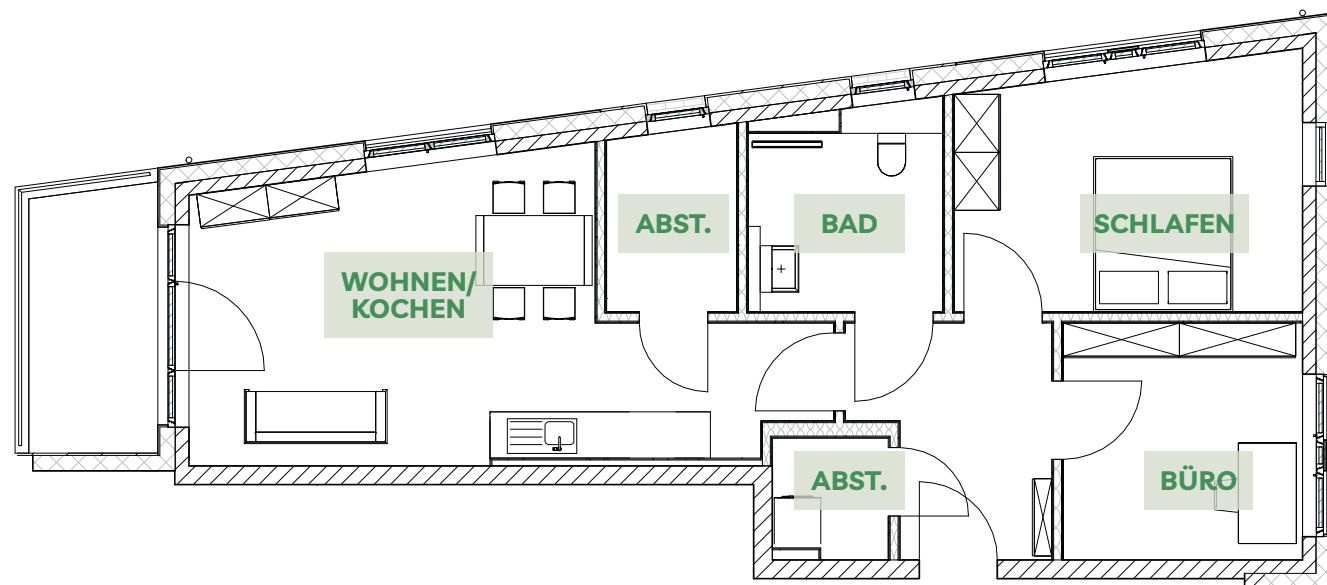 ABST.
BAD
SCHLAFEN
WOHNEN/
KOCHEN
ABST.
BÜRO